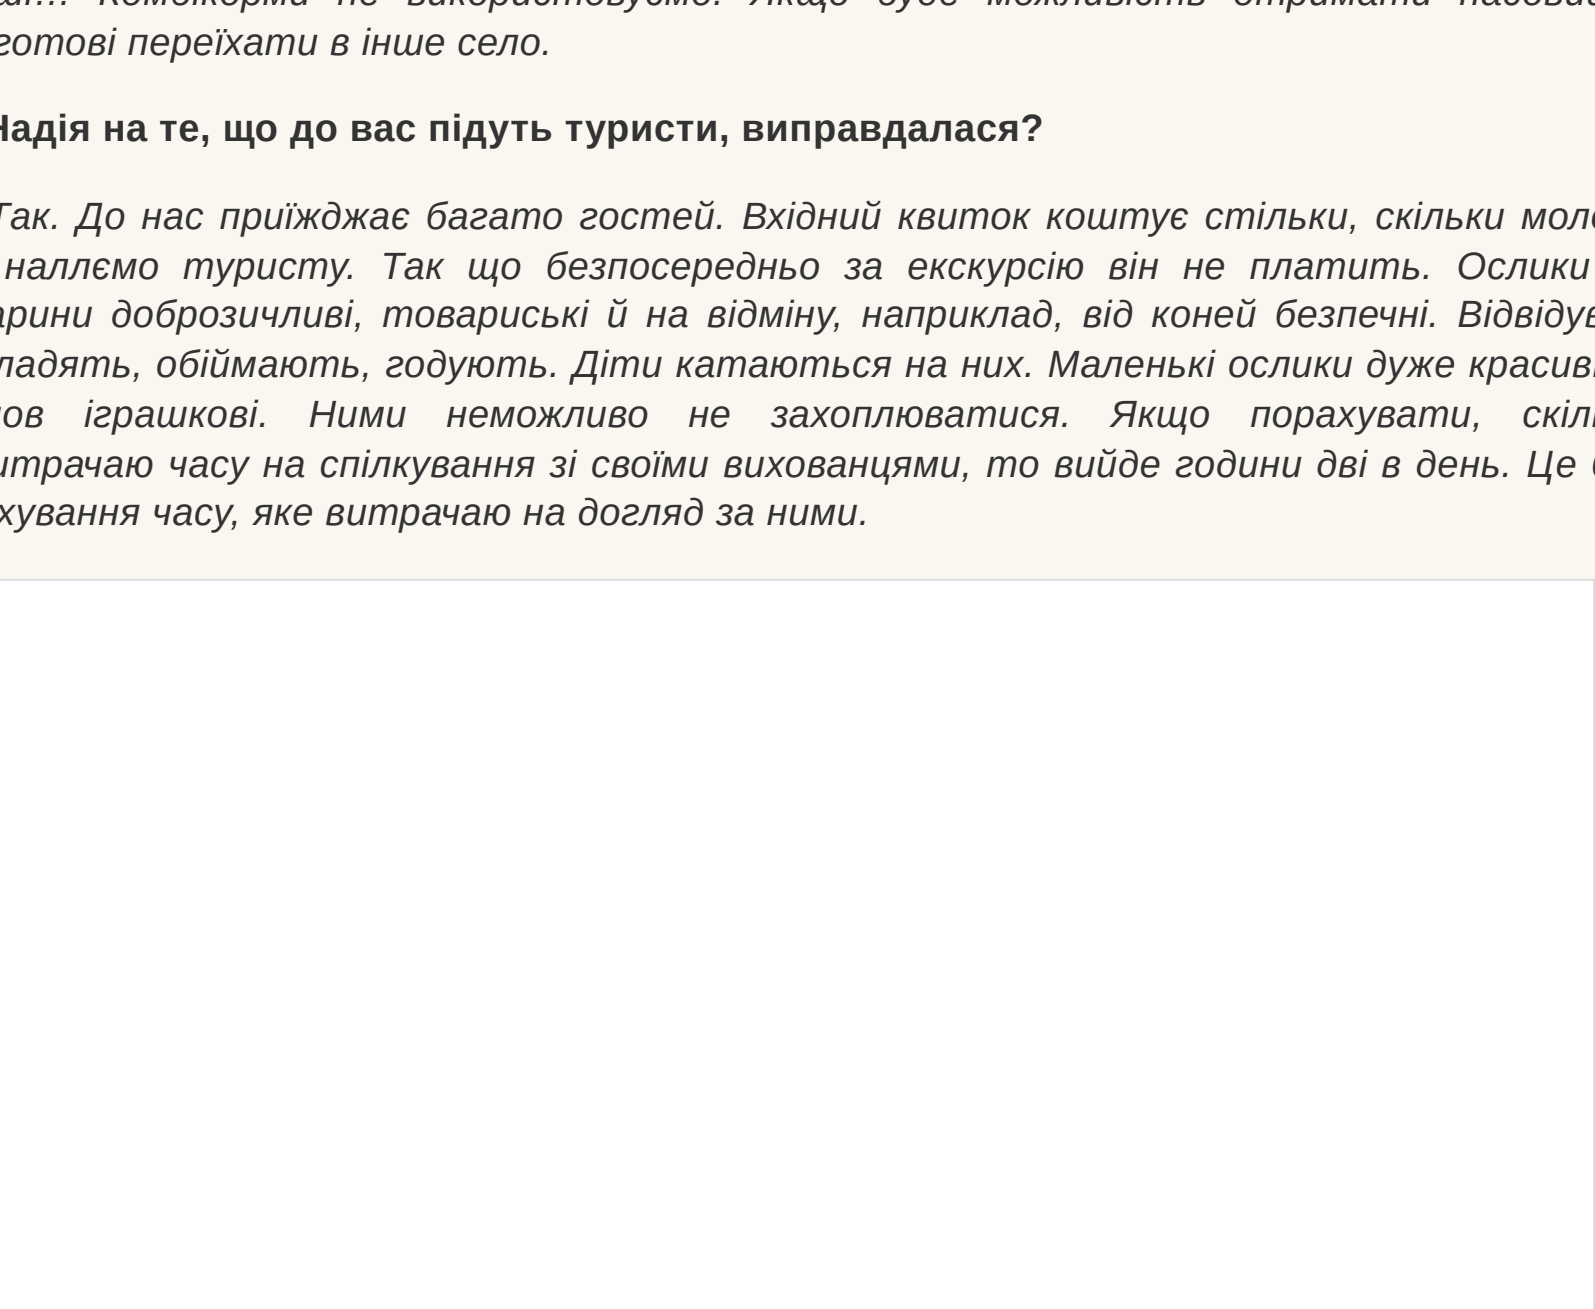 Комбікорми не використовуємо. Якщо буде можливість отримати
готові переїхати в інше село.
Надія на те, що до вас підуть туристи, виправдалася?
Так. До нас приїжджає багато гостей. Вхідний квиток коштує стільки, скільки
наллємо туристу. Так що безпосередньо за екскурсію він не платить. Ослики
доброзичливі, товариські й на відміну, наприклад, від коней безпечні.
обіймають, годують. Діти катаються на них. Маленькі ослики дуже
іграшкові. Ними неможливо не захоплюватися. Якщо порахувати,
часу на спілкування зі своїми вихованцями, то вийде години дві в день. Це
часу, яке витрачаю на догляд за ними.